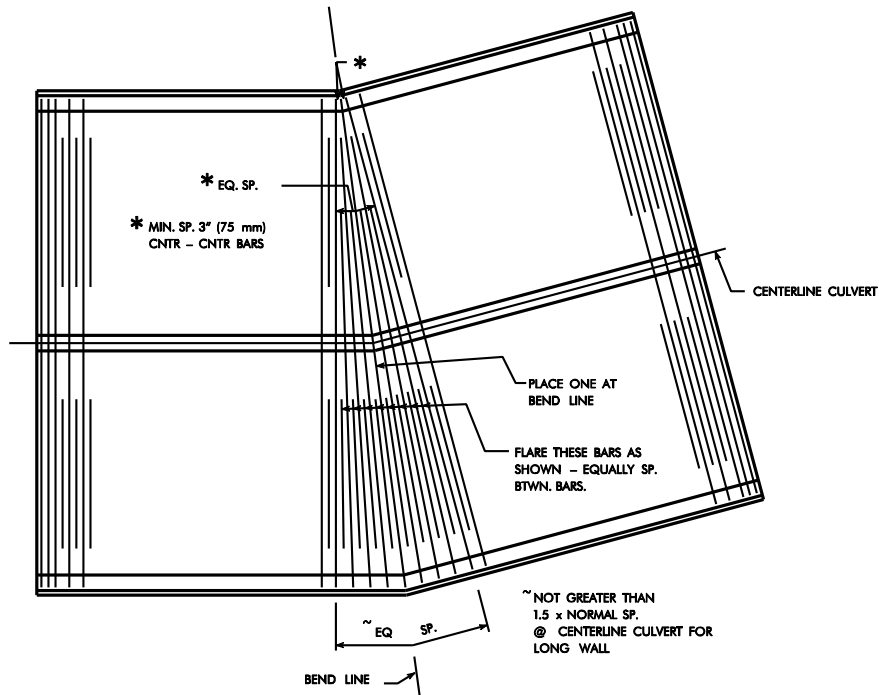 *
* EQ. SP.
* MIN. SP. 3" (75 mm)
CNTR – CNTR BARS
CENTERLINE CULVERT
PLACE ONE AT
BEND LINE
FLARE THESE BARS AS
SHOWN – EQUALLY SP.
BTWN. BARS.
~ NOT GREATER THAN
1.5 x NORMAL SP.
@ CENTERLINE CULVERT FOR
LONG WALL
~ EQ SP.
BEND LINE